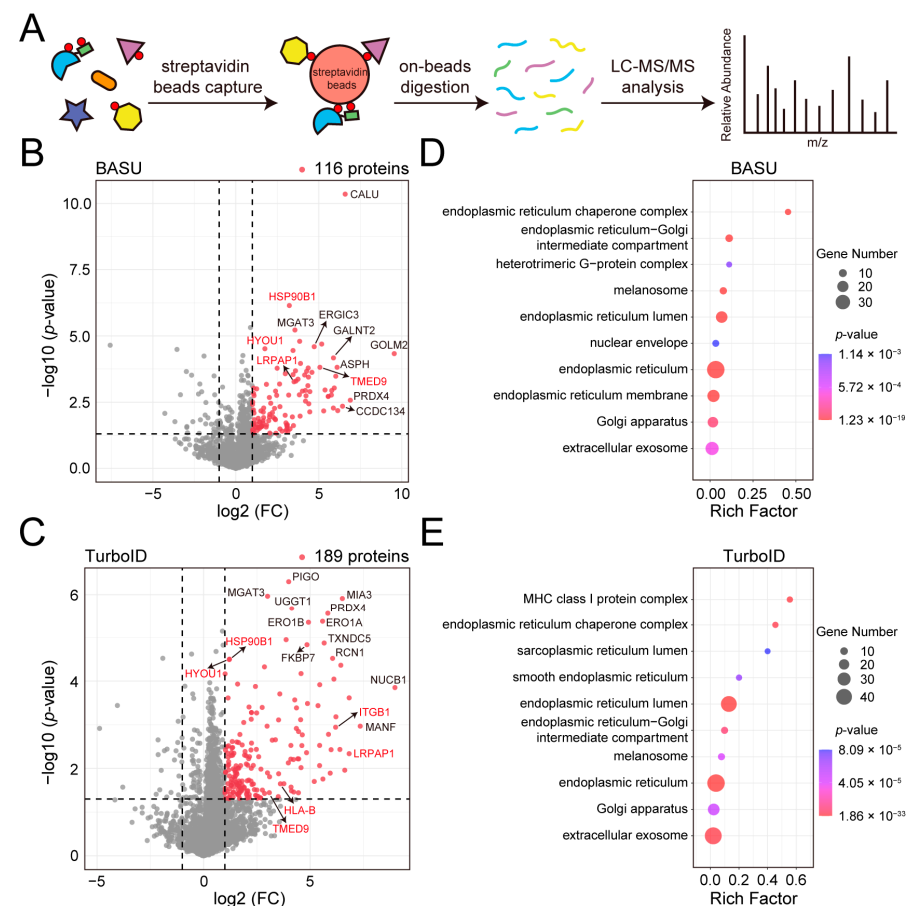 A
streptavidin
beads capture
streptavidin
beads
on-beads
digestion
LC-MS/MS
analysis
Relative Abundance
m/z
B
BASU
116 proteins
−log10 (p-value)
10.0
7.5
5.0
2.5
0.0
CALU
HSP90B1
ERGIC3
MGAT3
GALNT2
HYOU1
GOLM2
LRPAP1
ASPH
TMED9
PRDX4
CCDC134
−5
0
5
10
log2 (FC)
D
BASU
endoplasmic reticulum chaperone complex
endoplasmic reticulum−Golgi
intermediate compartment
heterotrimeric G−protein complex
melanosome
endoplasmic reticulum lumen
nuclear envelope
endoplasmic reticulum
endoplasmic reticulum membrane
Golgi apparatus
extracellular exosome
0.00
0.25
0.50
Rich Factor
Gene Number
10
20
30
p-value
1.14 × 10⁻³
5.72 × 10⁻⁴
1.23 × 10⁻¹⁹
C
TurboID
189 proteins
−log10 (p-value)
6
4
2
0
PIGO
MGAT3
MIA3
UGGT1
PRDX4
ERO1B
ERO1A
HSP90B1
TXNDC5
FKBP7
RCN1
HYOU1
NUCB1
ITGB1
MANF
LRPAP1
HLA-B
TMED9
−5
0
5
log2 (FC)
E
TurboID
MHC class I protein complex
endoplasmic reticulum chaperone complex
sarcoplasmic reticulum lumen
smooth endoplasmic reticulum
endoplasmic reticulum lumen
endoplasmic reticulum−Golgi
intermediate compartment
melanosome
endoplasmic reticulum
Golgi apparatus
extracellular exosome
0.0
0.2
0.4
0.6
Rich Factor
Gene Number
10
20
30
40
p-value
8.09 × 10⁻⁵
4.05 × 10⁻⁵
1.86 × 10⁻³³